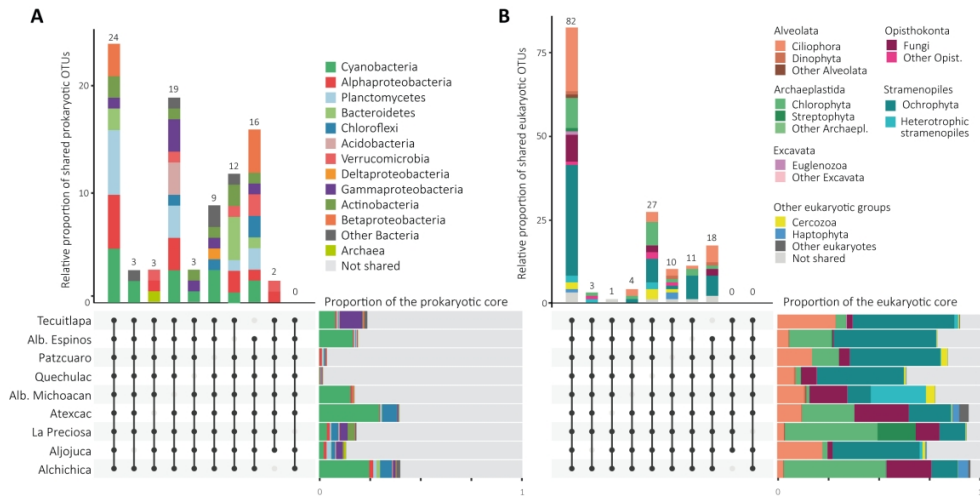 A
Relative proportion of shared prokaryotic OTUs
20
10
0
24
3
3
19
3
9
12
16
2
0
Cyanobacteria
Alphaproteobacteria
Planctomycetes
Bacteroidetes
Chloroflexi
Acidobacteria
Verrucomicrobia
Deltaproteobacteria
Gammaproteobacteria
Actinobacteria
Betaproteobacteria
Other Bacteria
Archaea
Not shared
Proportion of the prokaryotic core
Tecuitlapa
Alb. Espinos
Patzcuaro
Quechulac
Alb. Michoacan
Atexcac
La Preciosa
Aljojuca
Alchichica
0
1
B
Relative proportion of shared eukaryotic OTUs
75
50
25
0
82
3
1
4
27
10
11
18
0
0
Alveolata
Ciliophora
Dinophyta
Other Alveolata
Archaeplastida
Chlorophyta
Streptophyta
Other Archaepl.
Excavata
Euglenozoa
Other Excavata
Opisthokonta
Fungi
Other Opist.
Stramenopiles
Ochrophyta
Heterotrophic
stramenopiles
Other eukaryotic groups
Cercozoa
Haptophyta
Other eukaryotes
Not shared
Proportion of the eukaryotic core
0